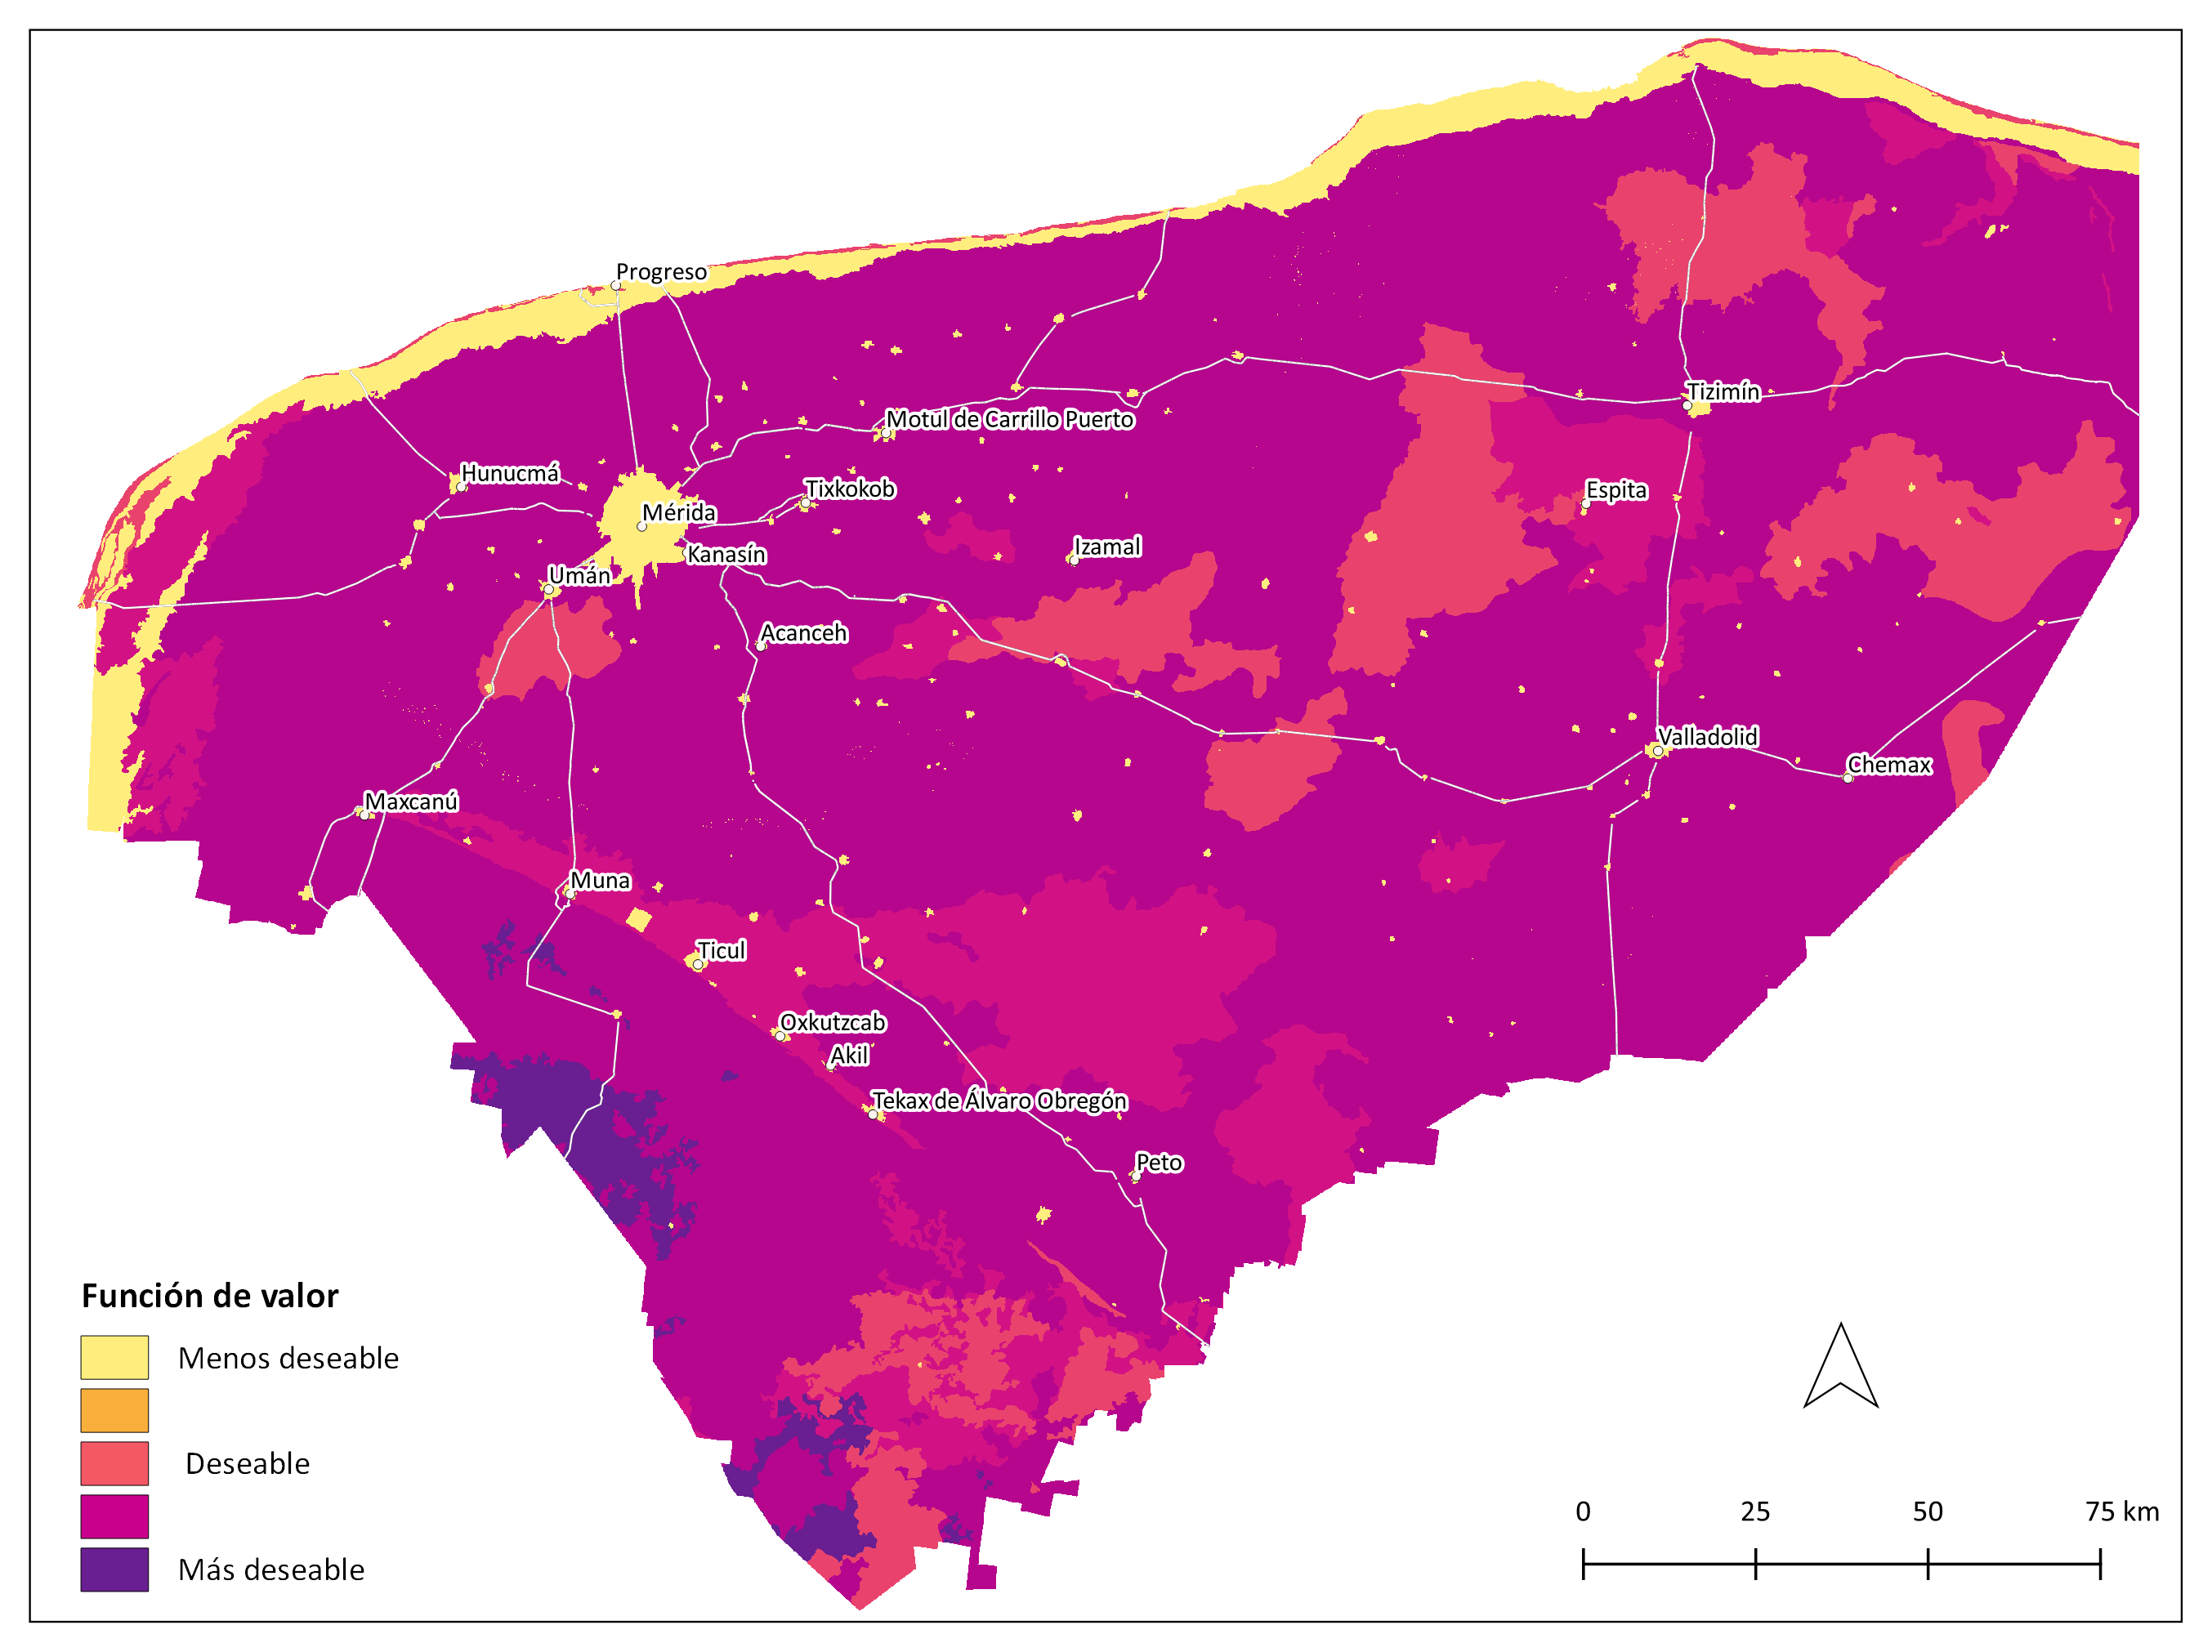 Progreso
Tizimín
Motul de Carrillo Puerto
Hunucmá
Tixkokob
Espita
Mérida
Izamal
Kanasín
Umán
Acanceh
Valladolid
Chemax
Maxcanú
Muna
Ticul
Oxkutzcab
Akil
Tekax de Álvaro Obregón
Peto
Función de valor
Menos deseable
Deseable
Más deseable
0 25 50 75 km